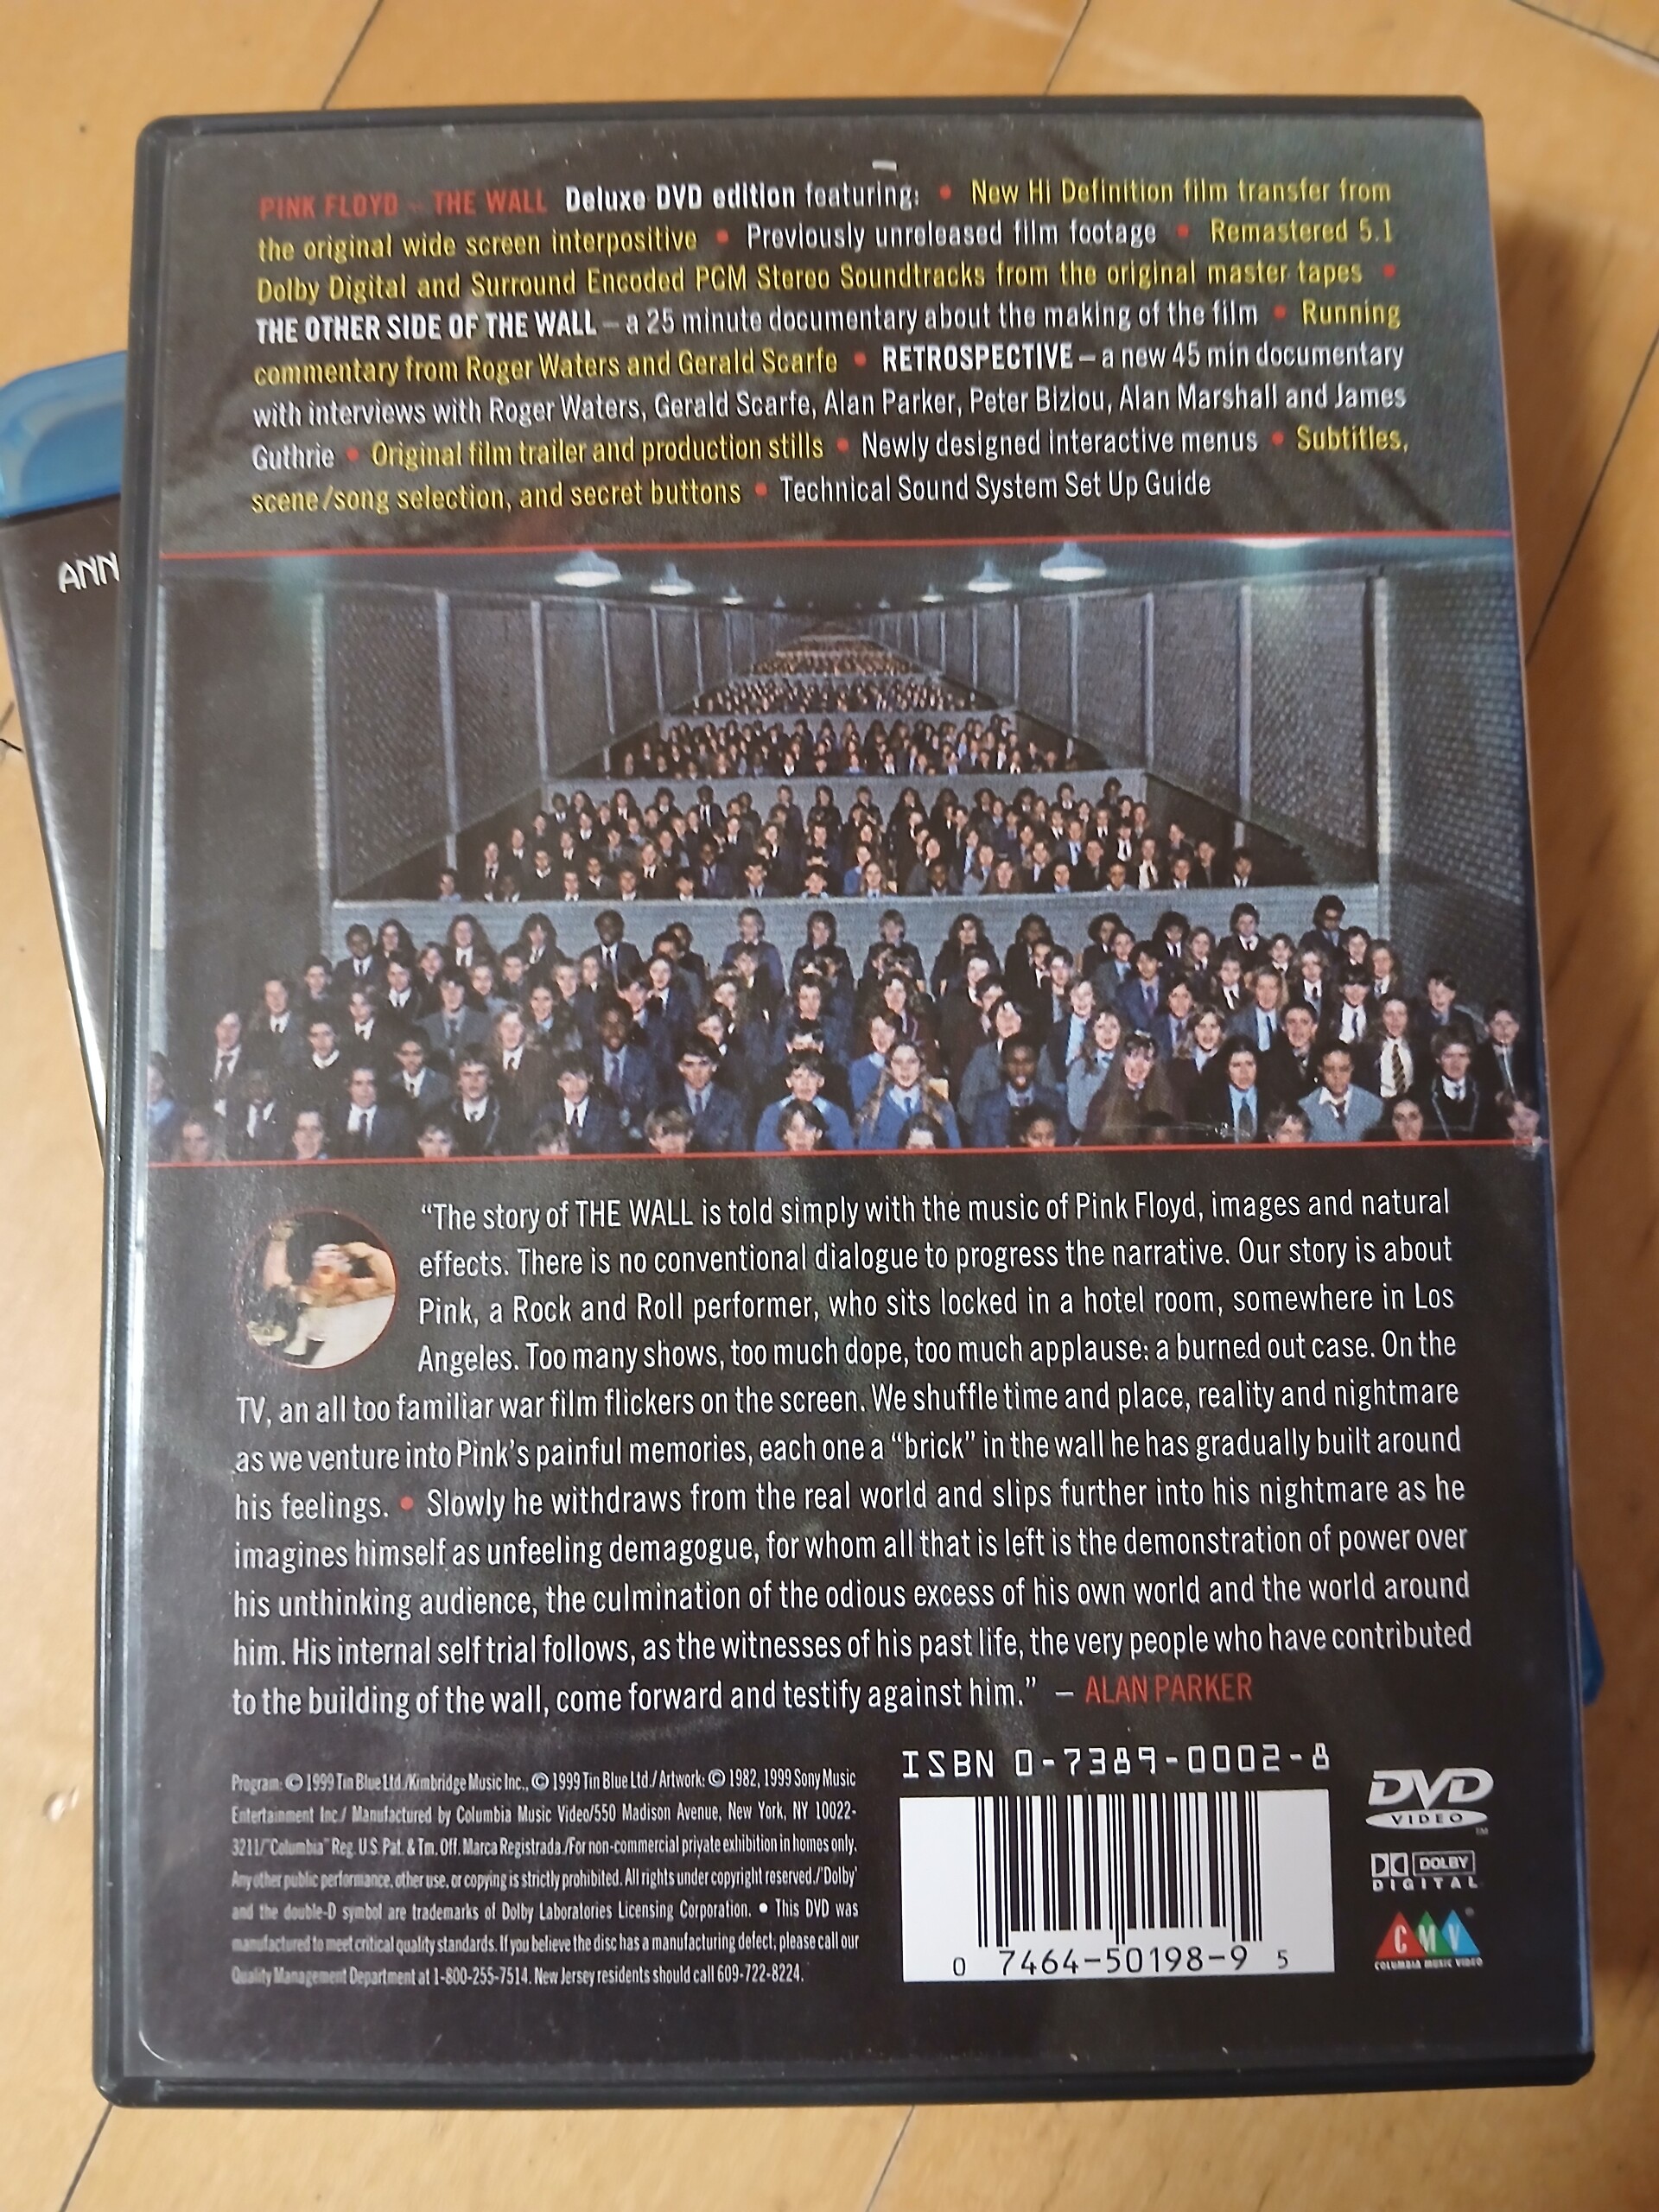 PINK FLOYD - THE WALL Deluxe DVD edition featuring: • New Hi Definition film transfer from
the original wide screen interpositive • Previously unreleased film footage • Remastered 5.1
Dolby Digital and Surround Encoded PCM Stereo Soundtracks from the original master tapes •
THE OTHER SIDE OF THE WALL – a 25 minute documentary about the making of the film • Running
commentary from Roger Waters and Gerald Scarfe • RETROSPECTIVE – a new 45 min documentary
with interviews with Roger Waters, Gerald Scarfe, Alan Parker, Peter Bizlou, Alan Marshall and James
Guthrie • Original film trailer and production stills • Newly designed interactive menus • Subtitles,
scene/song selection, and secret buttons • Technical Sound System Set Up Guide
ANN
“The story of THE WALL is told simply with the music of Pink Floyd, images and natural
effects. There is no conventional dialogue to progress the narrative. Our story is about
Pink, a Rock and Roll performer, who sits locked in a hotel room, somewhere in Los
Angeles. Too many shows, too much dope, too much applause: a burned out case. On the
TV, an all too familiar war film flickers on the screen. We shuffle time and place, reality and nightmare
as we venture into Pink’s painful memories, each one a “brick” in the wall he has gradually built around
his feelings. • Slowly he withdraws from the real world and slips further into his nightmare as he
imagines himself as unfeeling demagogue, for whom all that is left is the demonstration of power over
his unthinking audience, the culmination of the odious excess of his own world and the world around
him. His internal self trial follows, as the witnesses of his past life, the very people who have contributed
to the building of the wall, come forward and testify against him.” – ALAN PARKER
Program: © 1999 Tin Blue Ltd./Kimbridge Music Inc., © 1999 Tin Blue Ltd./ Artwork: © 1982, 1999 Sony Music
Entertainment Inc./ Manufactured by Columbia Music Video/550 Madison Avenue, New York, NY 10022-
3211/"Columbia" Reg. U.S. Pat. & Tm. Off. Marca Registrada./For non-commercial private exhibition in homes only.
Any other public performance, other use, or copying is strictly prohibited. All rights under copyright reserved./'Dolby'
and the double-D symbol are trademarks of Dolby Laboratories Licensing Corporation. • This DVD was
manufactured to meet critical quality standards. If you believe the disc has a manufacturing defect, please call our
Quality Management Department at 1-800-255-7514. New Jersey residents should call 609-722-8224.
ISBN 0-7389-0002-8
0 7464-50198-9 5
DVD
VIDEO
TM
DOLBY
DIGITAL
CMV
COLUMBIA MUSIC VIDEO